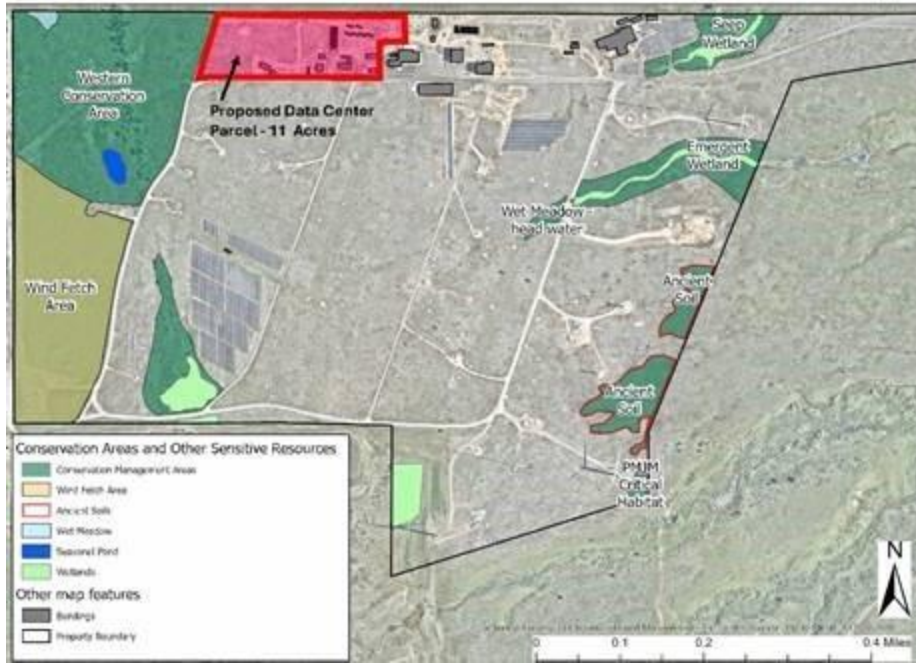 Seep
Wetland
Western
Conservation
Area
Proposed Data Center
Parcel - 11 Acres
Emergent
Wetland
Wet Meadow -
head water
Wind Fetch
Area
Ancient
Soil
Ancient
Soil
PMJM
Critical
Habitat
Conservation Areas and Other Sensitive Resources
Conservation Management Areas
Wind Fetch Area
Ancient Soils
Wet Meadow
Seasonal Pond
Wetlands
Other map features
Buildings
Property Boundary
N
0 0.1 0.2 0.4 Miles